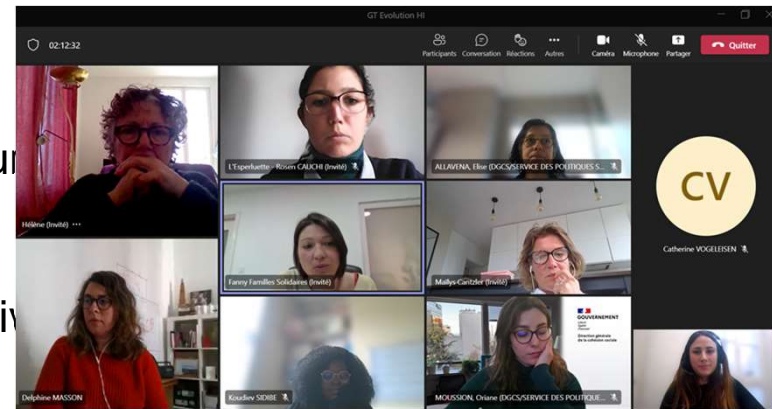 GT Evolution HI
02:12:32
Participants Conversation Réactions Autres Caméra Microphone Partager Quitter
Hélène (Invité)
L'Esperluette - Rosen CAUCHI (Invité)
ALLAVENA, Elise (DGCS/SERVICE DES POLITIQUES S...
CV
Catherine VOGELEISEN
Fanny Familles Solidaires (Invité)
Maïlys Cantzler (Invité)
GOUVERNEMENT
Direction générale
de la cohésion sociale
Delphine MASSON
Koudiev SIDIBE
MOUSSION, Oriane (DGCS/SERVICE DES POLITIQUE...